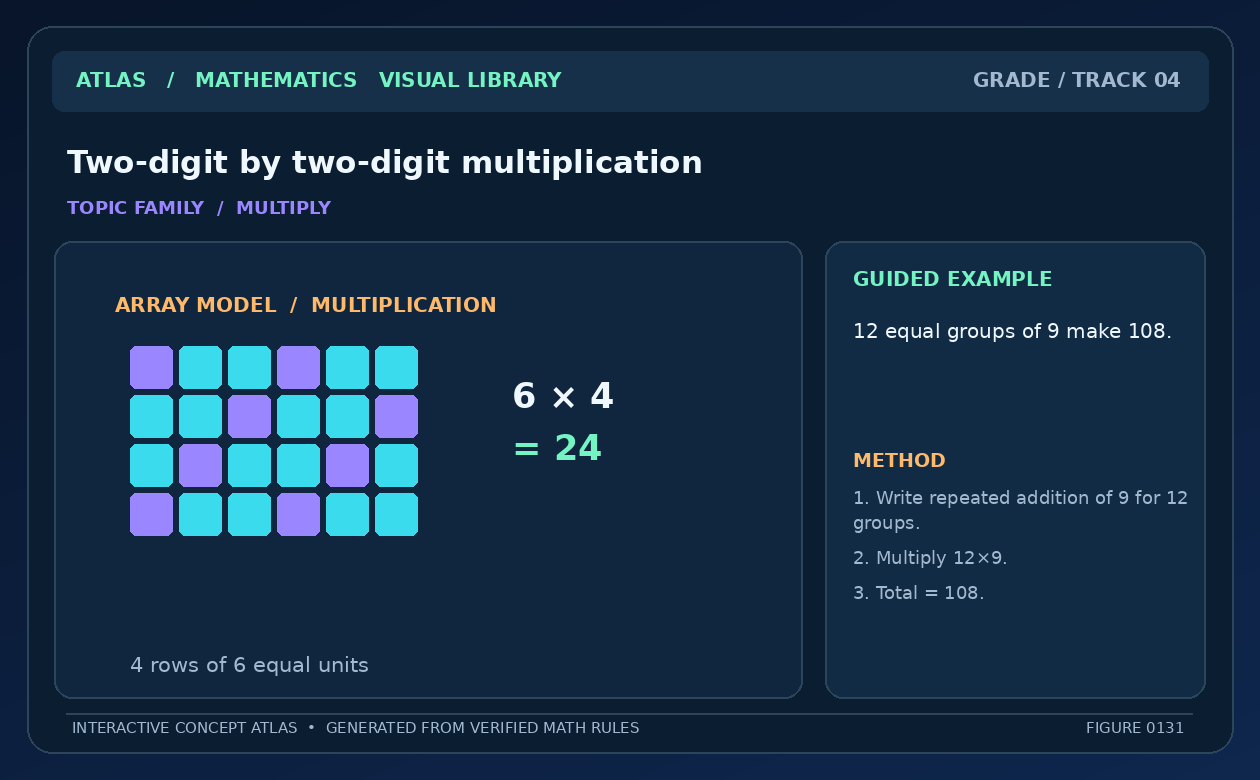 ATLAS / MATHEMATICS VISUAL LIBRARY
GRADE / TRACK 04
Two-digit by two-digit multiplication
TOPIC FAMILY / MULTIPLY
ARRAY MODEL / MULTIPLICATION
6 × 4
= 24
4 rows of 6 equal units
GUIDED EXAMPLE
12 equal groups of 9 make 108.
METHOD
1. Write repeated addition of 9 for 12
groups.
2. Multiply 12×9.
3. Total = 108.
INTERACTIVE CONCEPT ATLAS • GENERATED FROM VERIFIED MATH RULES
FIGURE 0131